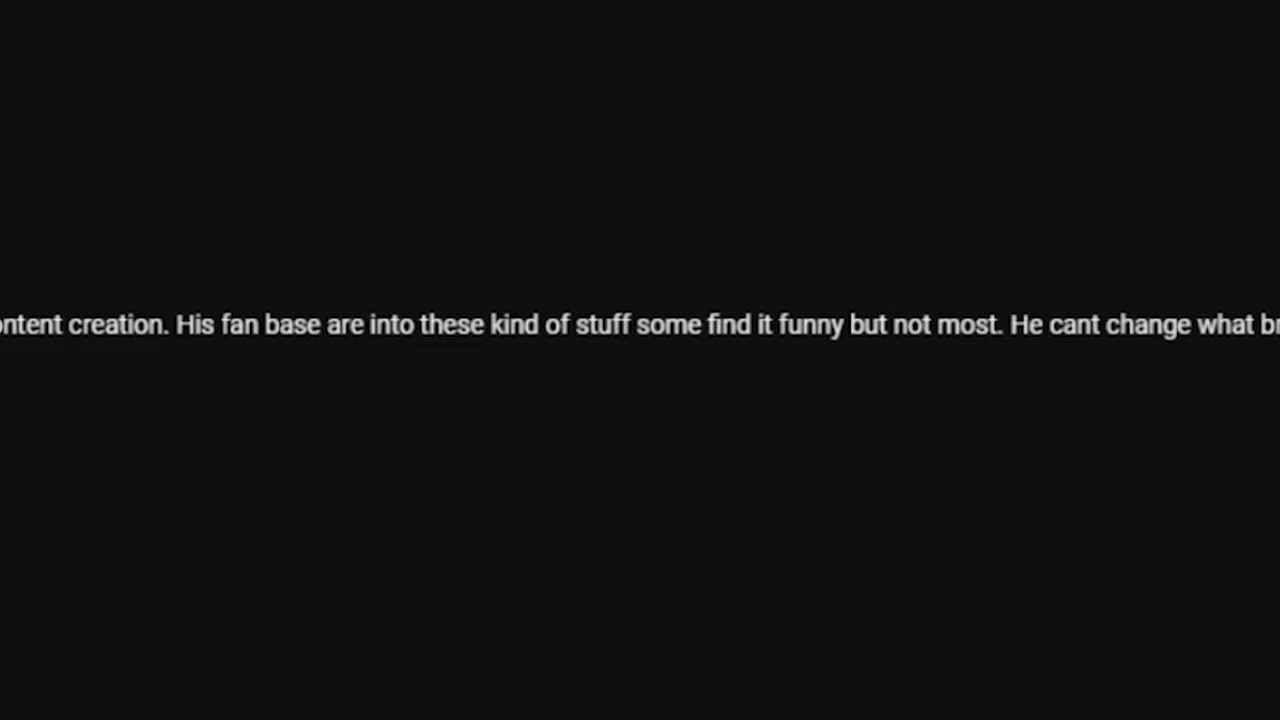 ontent creation. His fan base are into these kind of stuff some find it funny but not most. He cant change what br